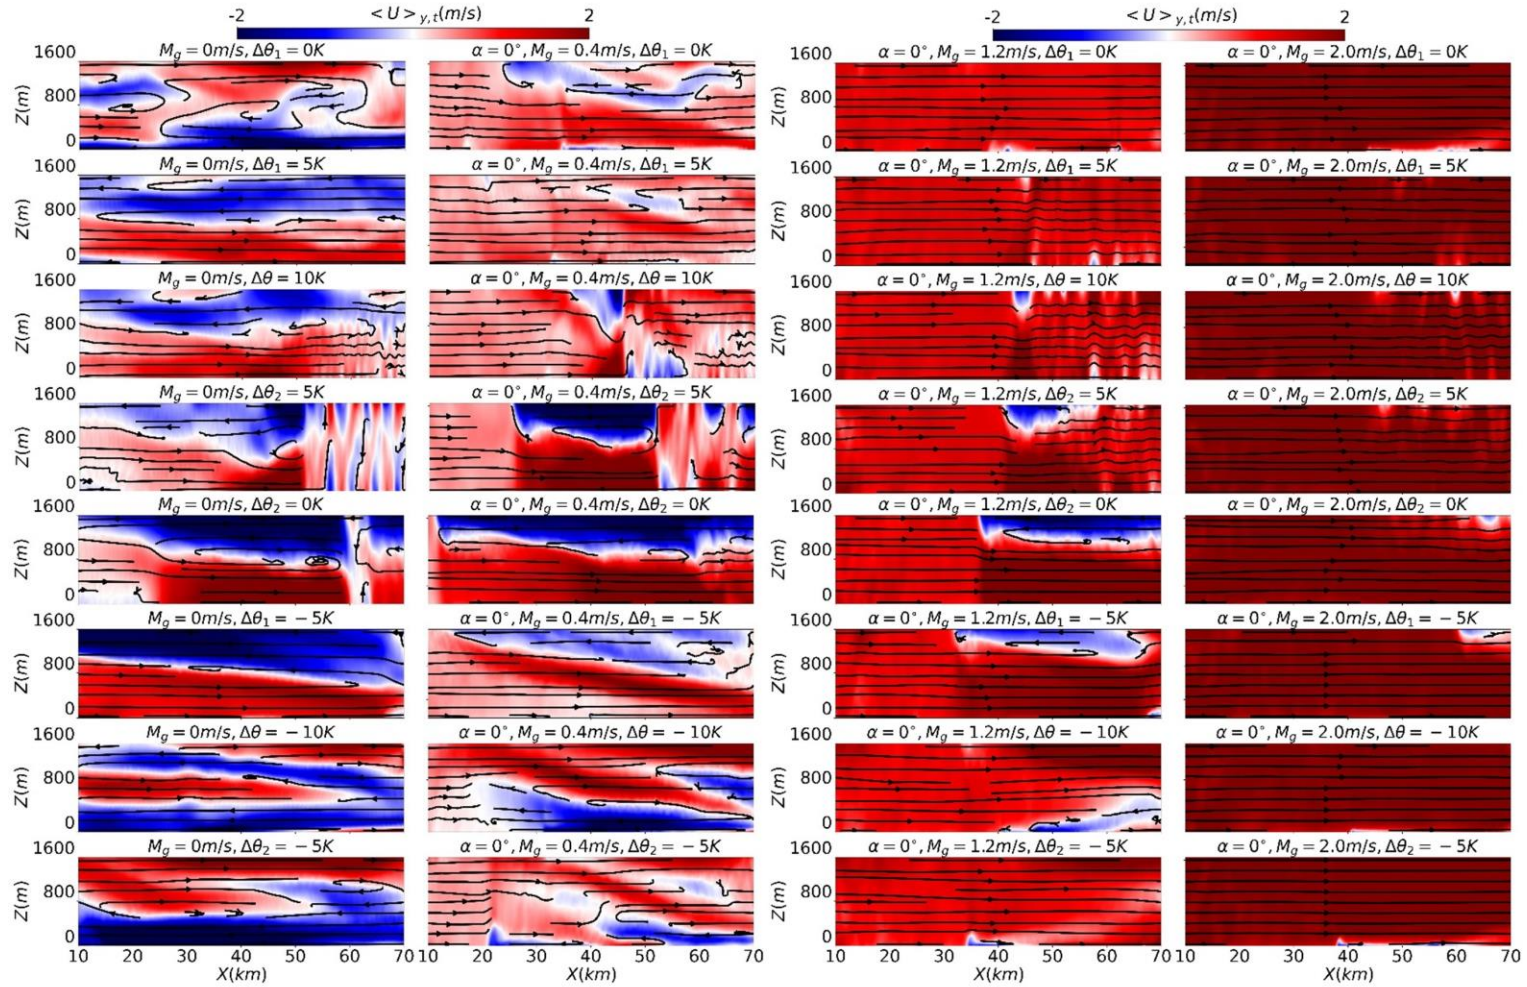 -2 <U>y,t(m/s) 2 -2 <U>y,t(m/s) 2
Mg = 0m/s, Δθ1 = 0K α = 0°, Mg = 0.4m/s, Δθ1 = 0K α = 0°, Mg = 1.2m/s, Δθ1 = 0K α = 0°, Mg = 2.0m/s, Δθ1 = 0K
1600 1600
Z(m) 800 Z(m) 800
0 0
Mg = 0m/s, Δθ1 = 5K α = 0°, Mg = 0.4m/s, Δθ1 = 5K α = 0°, Mg = 1.2m/s, Δθ1 = 5K α = 0°, Mg = 2.0m/s, Δθ1 = 5K
1600 1600
Z(m) 800 Z(m) 800
0 0
Mg = 0m/s, Δθ = 10K α = 0°, Mg = 0.4m/s, Δθ = 10K α = 0°, Mg = 1.2m/s, Δθ = 10K α = 0°, Mg = 2.0m/s, Δθ = 10K
1600 1600
Z(m) 800 Z(m) 800
0 0
Mg = 0m/s, Δθ2 = 5K α = 0°, Mg = 0.4m/s, Δθ2 = 5K α = 0°, Mg = 1.2m/s, Δθ2 = 5K α = 0°, Mg = 2.0m/s, Δθ2 = 5K
1600 1600
Z(m) 800 Z(m) 800
0 0
Mg = 0m/s, Δθ2 = 0K α = 0°, Mg = 0.4m/s, Δθ2 = 0K α = 0°, Mg = 1.2m/s, Δθ2 = 0K α = 0°, Mg = 2.0m/s, Δθ2 = 0K
1600 1600
Z(m) 800 Z(m) 800
0 0
Mg = 0m/s, Δθ1 = − 5K α = 0°, Mg = 0.4m/s, Δθ1 = − 5K α = 0°, Mg = 1.2m/s, Δθ1 = − 5K α = 0°, Mg = 2.0m/s, Δθ1 = − 5K
1600 1600
Z(m) 800 Z(m) 800
0 0
Mg = 0m/s, Δθ = − 10K α = 0°, Mg = 0.4m/s, Δθ = − 10K α = 0°, Mg = 1.2m/s, Δθ = − 10K α = 0°, Mg = 2.0m/s, Δθ = − 10K
1600 1600
Z(m) 800 Z(m) 800
0 0
Mg = 0m/s, Δθ2 = − 5K α = 0°, Mg = 0.4m/s, Δθ2 = − 5K α = 0°, Mg = 1.2m/s, Δθ2 = − 5K α = 0°, Mg = 2.0m/s, Δθ2 = − 5K
1600 1600
Z(m) 800 Z(m) 800
0 0
10 20 30 40 50 60 70 10 20 30 40 50 60 70 10 20 30 40 50 60 70 10 20 30 40 50 60 70
X(km) X(km) X(km) X(km)